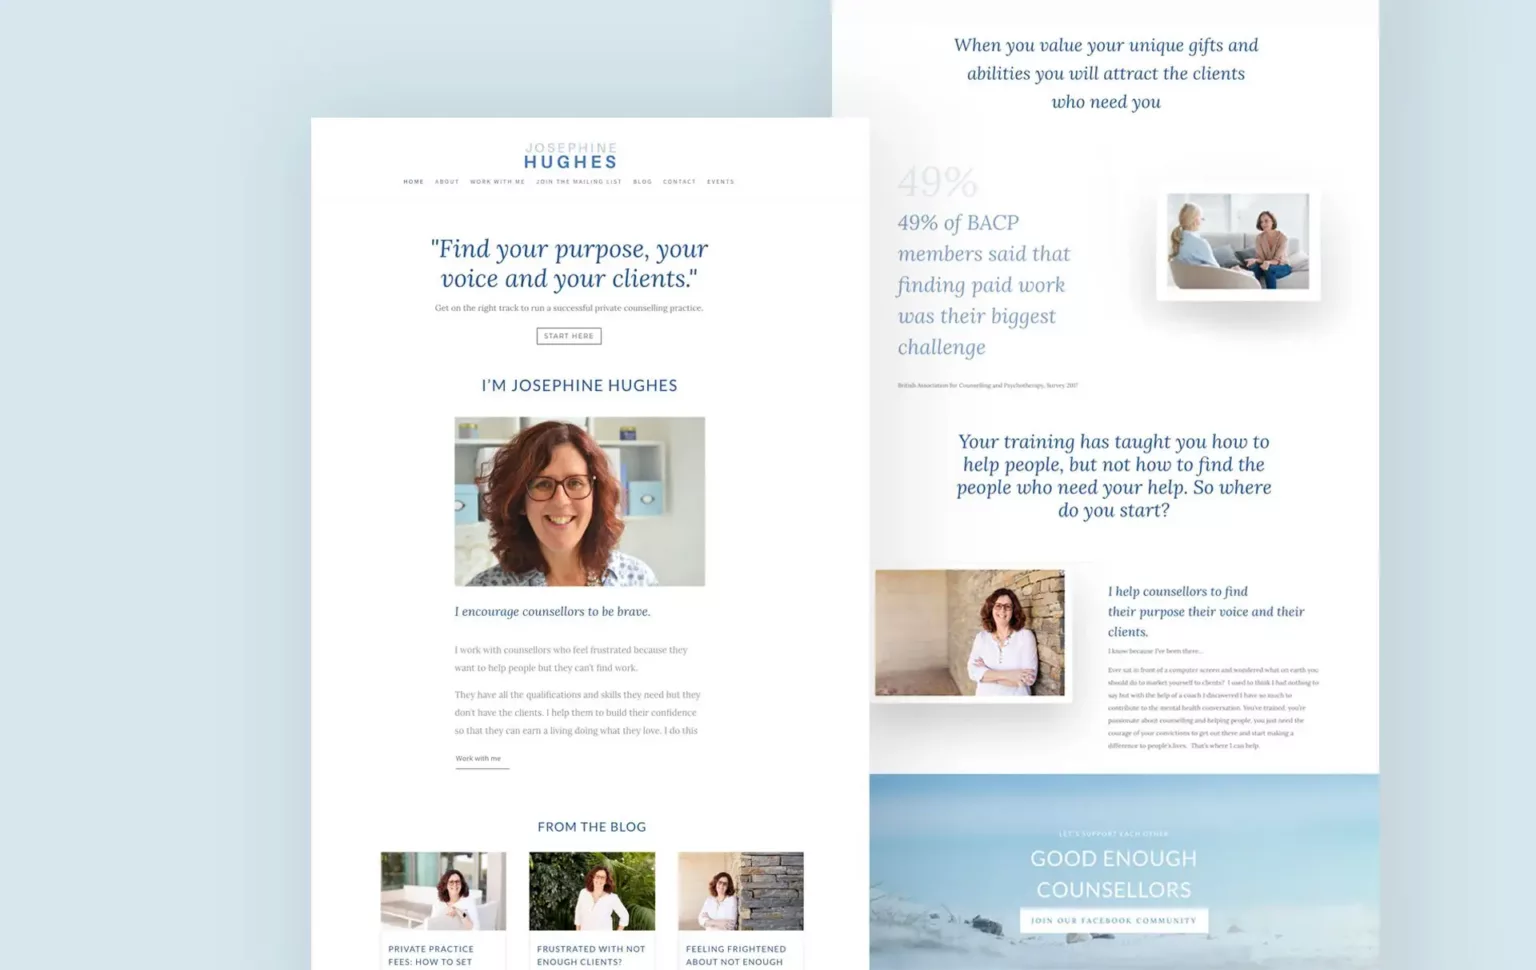 JOSEPHINE
HUGHES
HOME ABOUT WORK WITH ME JOIN THE MAILING LIST BLOG CONTACT EVENTS
"Find your purpose, your
voice and your clients."
Get on the right track to run a successful private counselling practice.
START HERE
I'M JOSEPHINE HUGHES
I encourage counsellors to be brave.
I work with counsellors who feel frustrated because they
want to help people but they can't find work.
They have all the qualifications and skills they need but they
don't have the clients. I help them to build their confidence
so that they can earn a living doing what they love. I do this
Work with me
FROM THE BLOG
PRIVATE PRACTICE
FEES: HOW TO SET
FRUSTRATED WITH NOT
ENOUGH CLIENTS?
FEELING FRIGHTENED
ABOUT NOT ENOUGH
When you value your unique gifts and
abilities you will attract the clients
who need you
49%
49% of BACP
members said that
finding paid work
was their biggest
challenge
British Association for Counselling and Psychotherapy, Survey 2017
Your training has taught you how to
help people, but not how to find the
people who need your help. So where
do you start?
I help counsellors to find
their purpose their voice and their
clients.
I know because I've been there...
Ever sat in front of a computer screen and wondered what on earth you
should do to market yourself to clients? I used to think I had nothing to
say but with the help of a coach I discovered I have so much to
contribute to the mental health conversation. You've trained, you're
passionate about counselling and helping people, you just need the
courage of your convictions to get out there and start making a
difference to people's lives. That's where I can help.
LET'S SUPPORT EACH OTHER
GOOD ENOUGH
COUNSELLORS
JOIN OUR FACEBOOK COMMUNITY